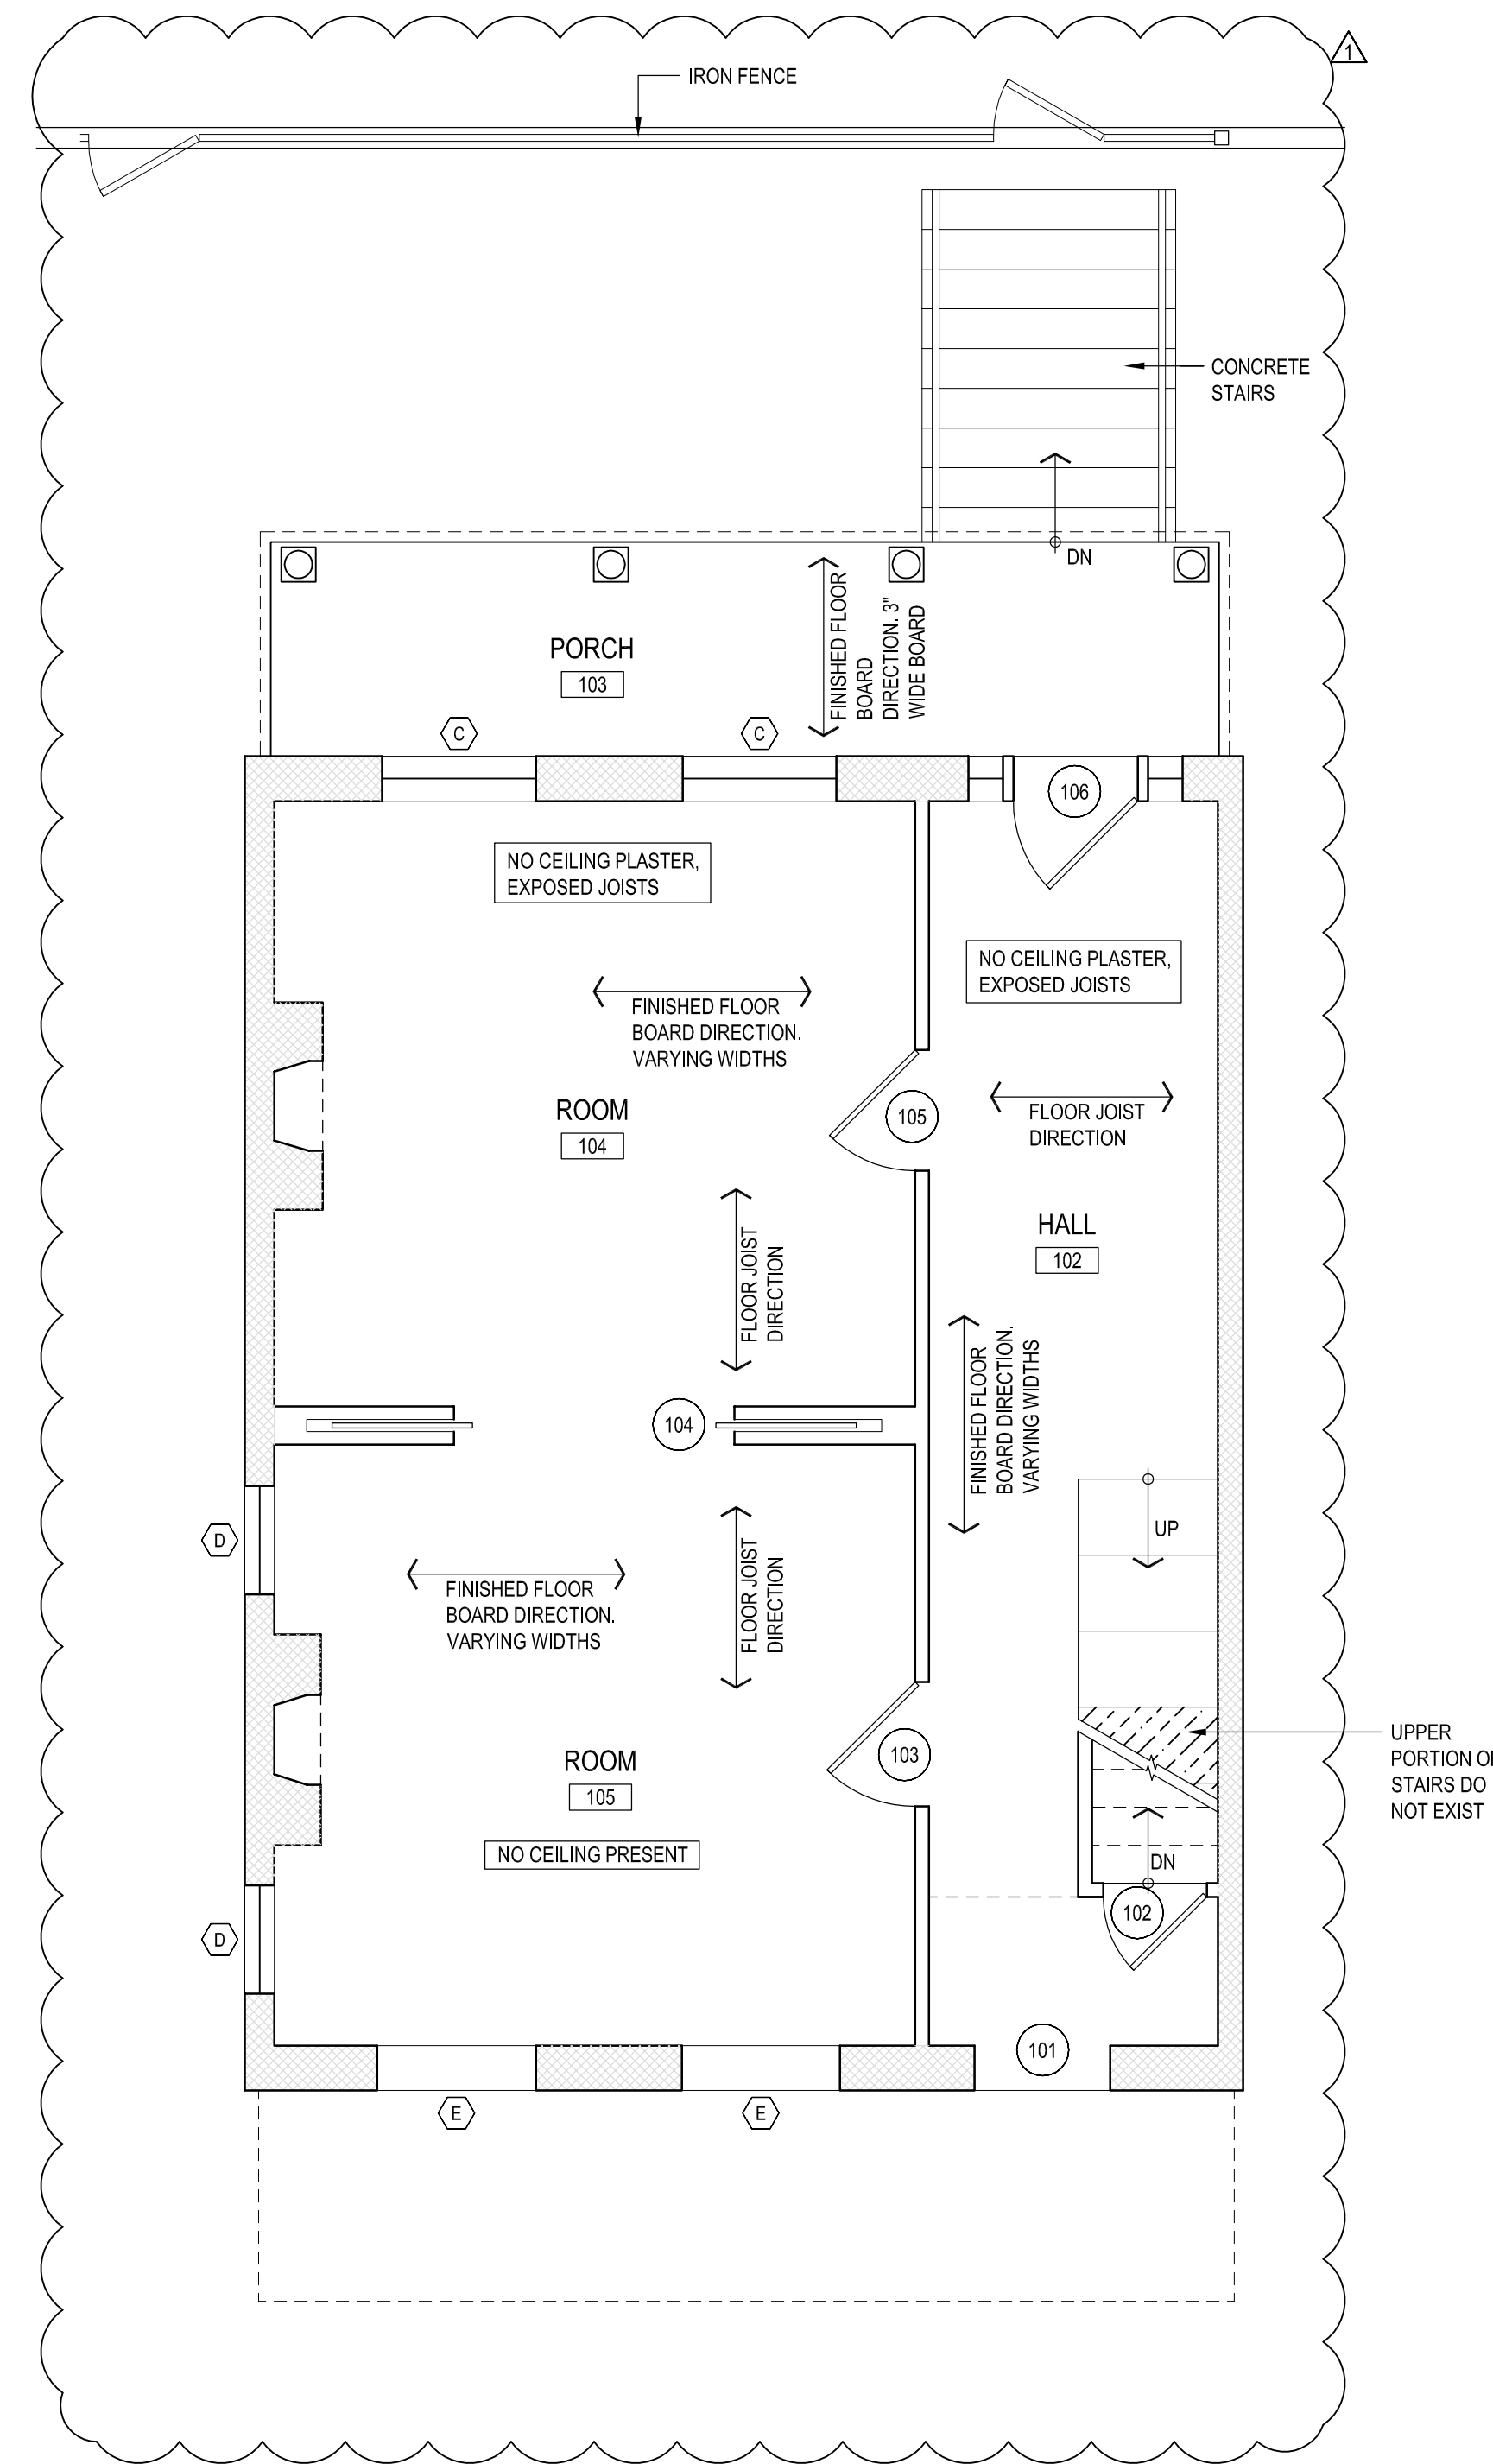 1
IRON FENCE
CONCRETE
STAIRS
DN
FINISHED FLOOR
BOARD
DIRECTION. 3"
WIDE BOARD
PORCH
103
C
C
106
NO CEILING PLASTER,
EXPOSED JOISTS
NO CEILING PLASTER,
EXPOSED JOISTS
FINISHED FLOOR
BOARD DIRECTION.
VARYING WIDTHS
ROOM
104
105
FLOOR JOIST
DIRECTION
HALL
102
FLOOR JOIST
DIRECTION
FINISHED FLOOR
BOARD DIRECTION.
VARYING WIDTHS
104
D
UP
FINISHED FLOOR
BOARD DIRECTION.
VARYING WIDTHS
FLOOR JOIST
DIRECTION
UPPER
PORTION O
STAIRS DO
NOT EXIST
ROOM
105
103
NO CEILING PRESENT
DN
102
D
101
E
E